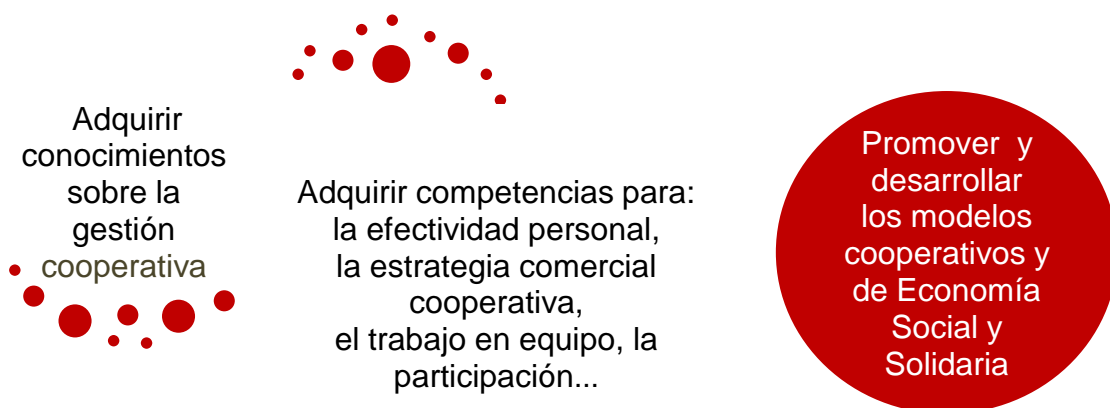 Adquirir
conocimientos
sobre la
gestión
cooperativa
Adquirir competencias para:
la efectividad personal,
la estrategia comercial
cooperativa,
el trabajo en equipo, la
participación...
Promover y
desarrollar
los modelos
cooperativos y
de Economía
Social y
Solidaria